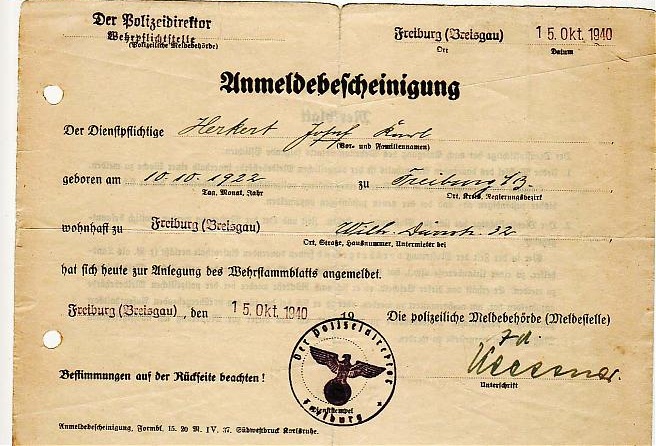 Der Polizeidirektor
Wehrpflichtstelle
(Polizeiliche Meldebehörde)
Freiburg (Breisgau)
15. Okt. 1940
Ort
Datum
Anmeldebescheinigung
Der Dienstpflichtige Herkert Josef Karl
(Vor- und Familiennamen)
geboren am 10.10.1922 zu Freiburg i/B.
Tag, Monat, Jahr
Ort, Kreis, Regierungsbezirk
wohnhaft zu Freiburg (Breisgau) 32
Ort, Straße, Hausnummer, Untermieter bei
hat sich heute zur Anlegung des Wehrstammblatts angemeldet.
Freiburg (Breisgau), den 15. Okt. 1940 19
Die polizeiliche Meldebehörde (Meldestelle)
Der Polizeidirektor
Dienststempel
Freiburg
Unterschrift
Bestimmungen auf der Rückseite beachten!
Anmeldebescheinigung, Formbl. 15. 20 M. IV. 37. Südwestdruck Karlsruhe.